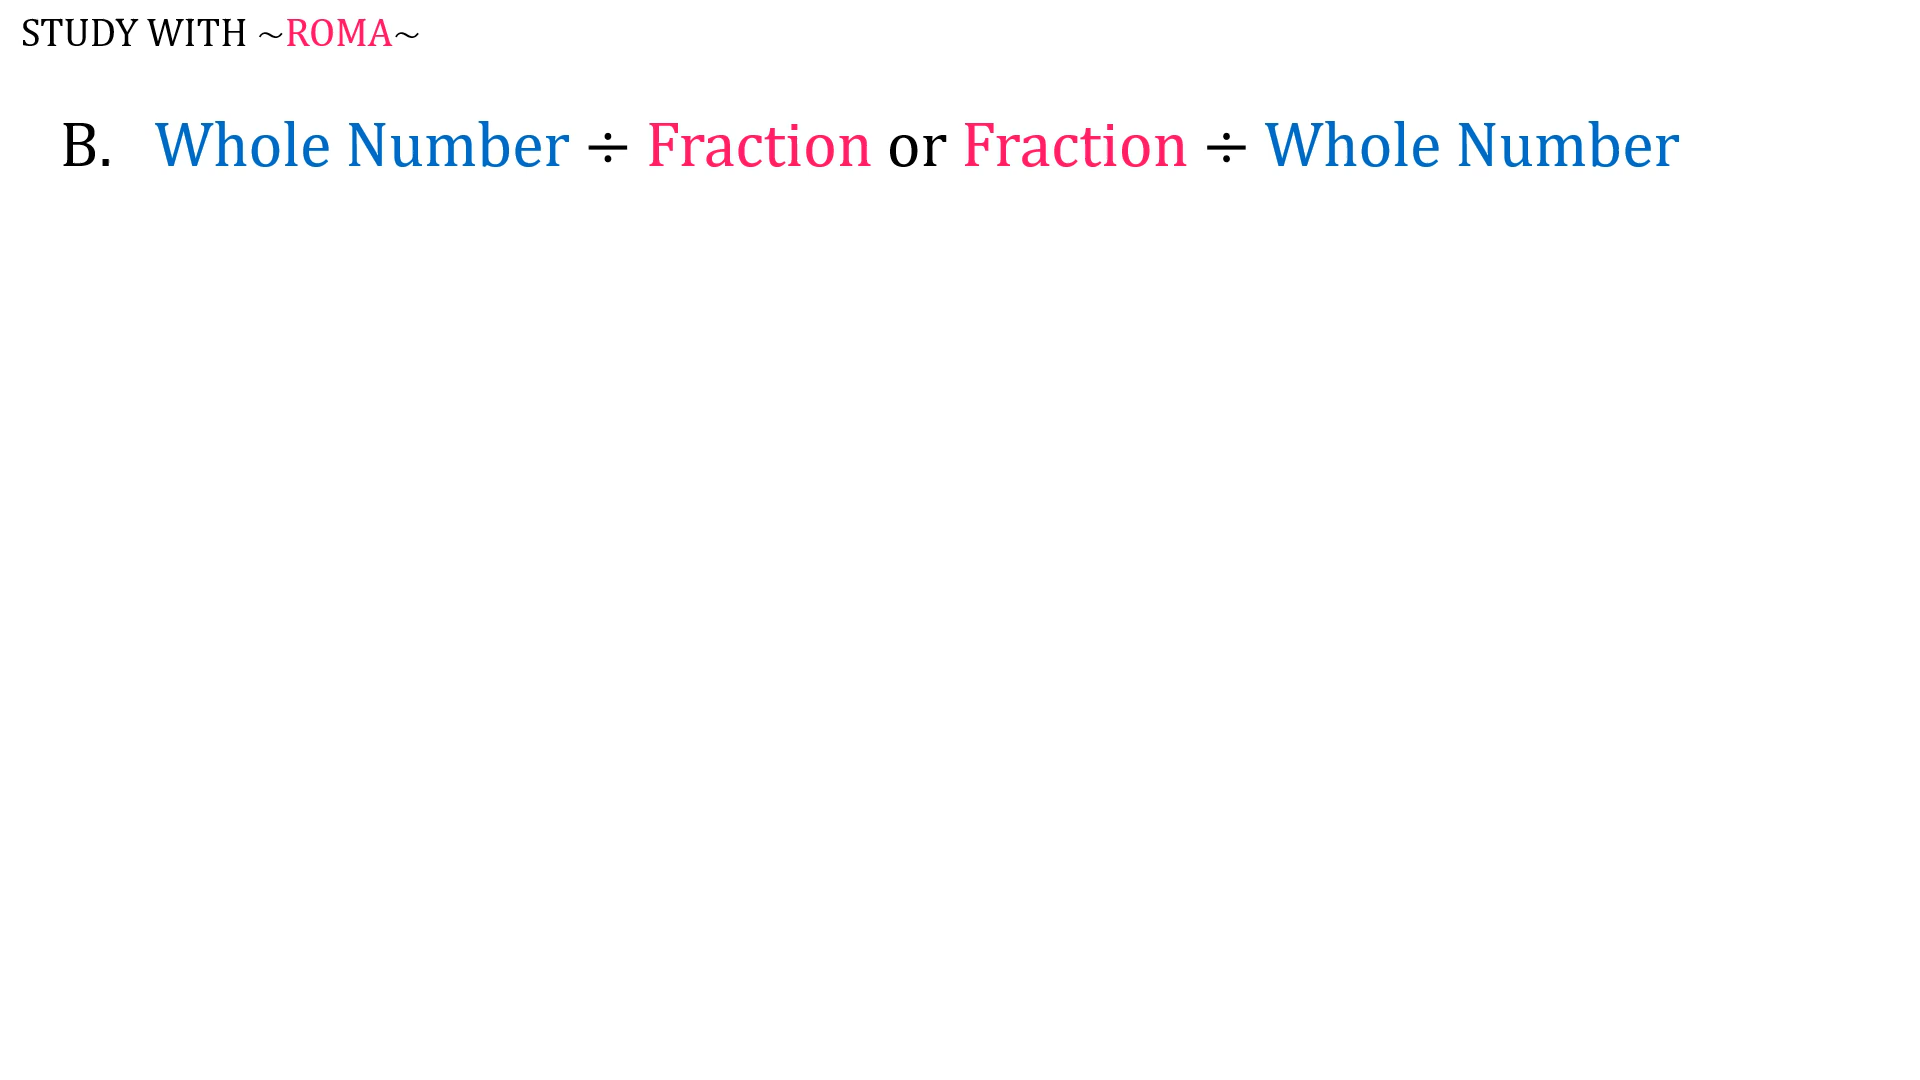 STUDY WITH ~ROMA~
B. Whole Number ÷ Fraction or Fraction ÷ Whole Number